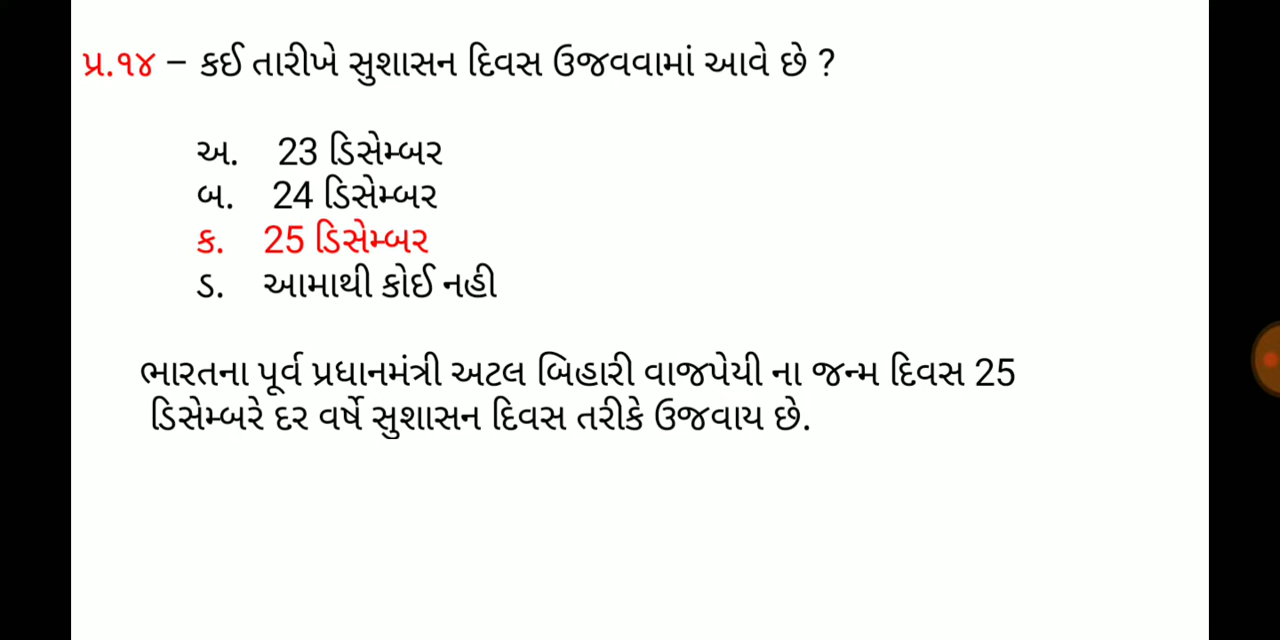 પ્ર.૧૪ – કઈ તારીખે સુશાસન દિવસ ઉજવવામાં આવે છે ?
અ. 23 ડિસેમ્બર
બ. 24 ડિસેમ્બર
ક. 25 ડિસેમ્બર
ડ. આમાથી કોઈ નહી
ભારતના પૂર્વ પ્રધાનમંત્રી અટલ બિહારી વાજપેયી ના જન્મ દિવસ 25
ડિસેમ્બરે દર વર્ષે સુશાસન દિવસ તરીકે ઉજવાય છે.